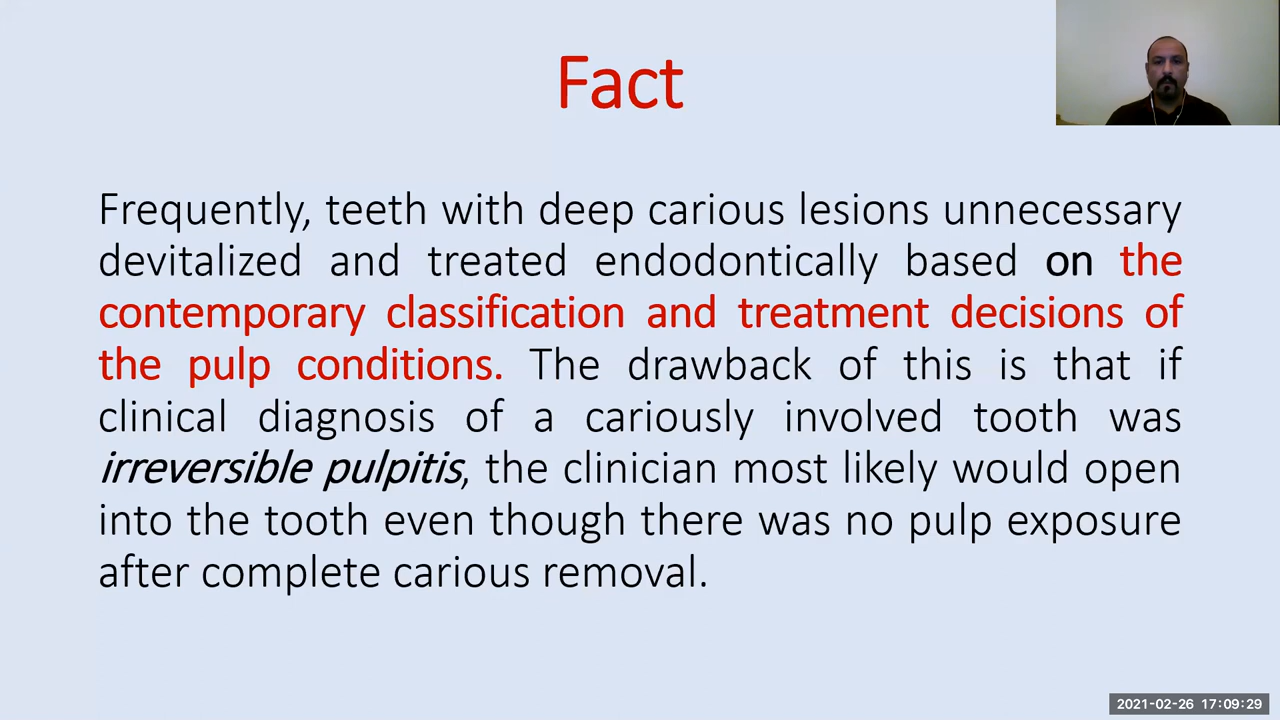 Fact
Frequently, teeth with deep carious lesions unnecessary
devitalized and treated endodontically based on the
contemporary classification and treatment decisions of
the pulp conditions. The drawback of this is that if
clinical diagnosis of a cariously involved tooth was
irreversible pulpitis, the clinician most likely would open
into the tooth even though there was no pulp exposure
after complete carious removal.
2021-02-26 17:09:29